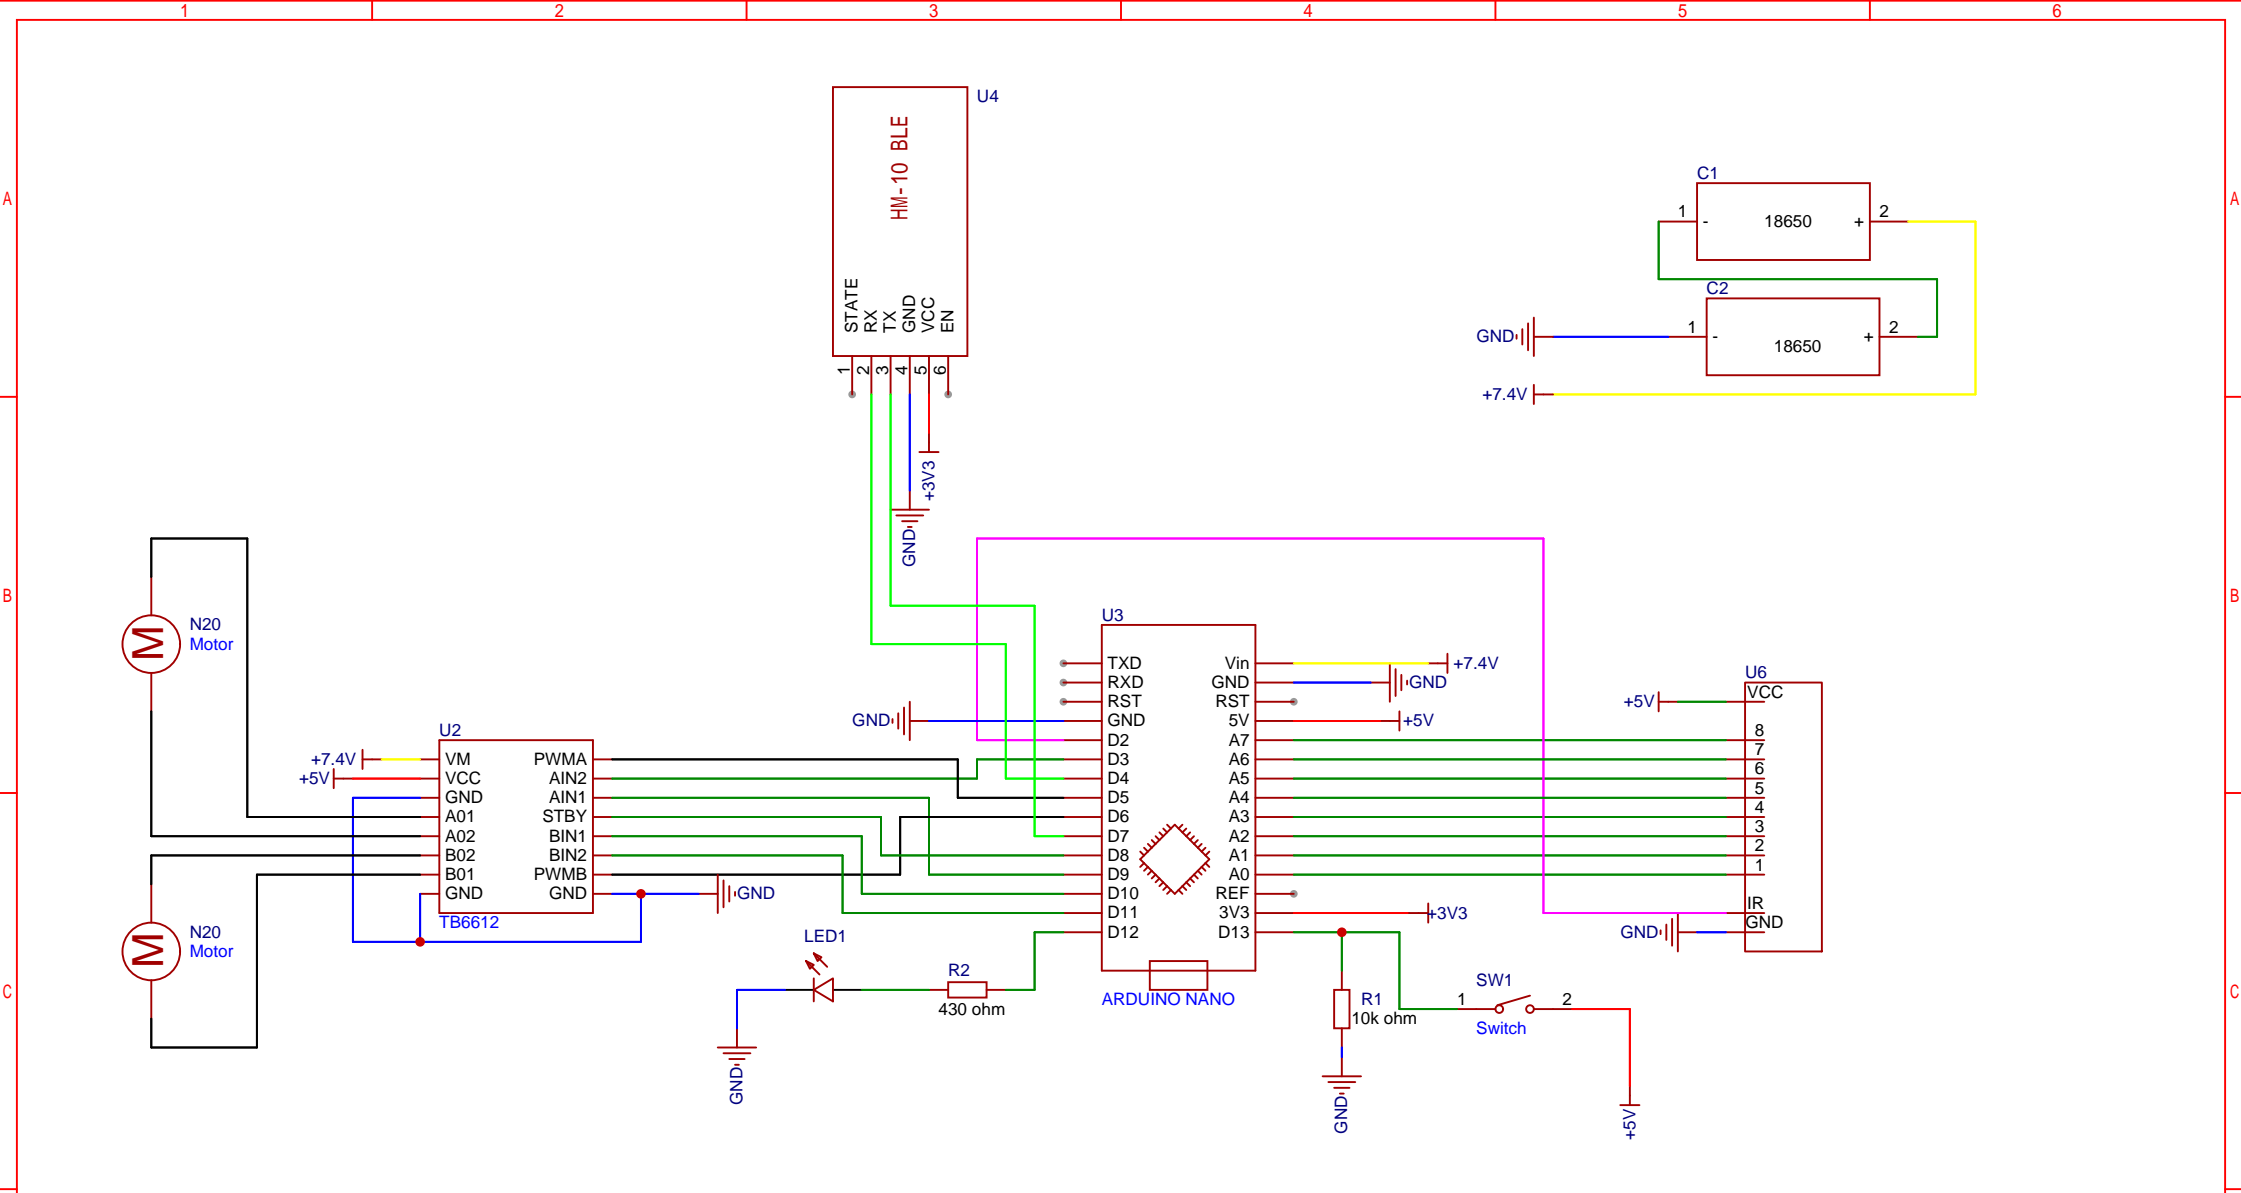 1 2 3 4 5 6
A A
B B
C C
U4
HM-10 BLE
STATE
RX
TX
GND
VCC
EN
1
2
3
4
5
6
+3V3
GND
C1
1 - 18650 + 2
C2
GND 1 - 18650 + 2
+7.4V
N20
Motor
N20
Motor
U2
+7.4V VM PWMA
+5V VCC AIN2
GND AIN1
A01 STBY
A02 BIN1
B02 BIN2
B01 PWMB
GND GND GND
TB6612
U3
TXD Vin +7.4V
RXD GND GND
RST RST
GND GND 5V +5V
D2 A7
D3 A6
D4 A5
D5 A4
D6 A3
D7 A2
D8 A1
D9 A0
D10 REF
D11 3V3 +3V3
D12 D13
ARDUINO NANO
U6
+5V VCC
8
7
6
5
4
3
2
1
IR
GND GND
LED1
R2
430 ohm
GND
R1
10k ohm
GND
SW1
1 2
Switch
+5V